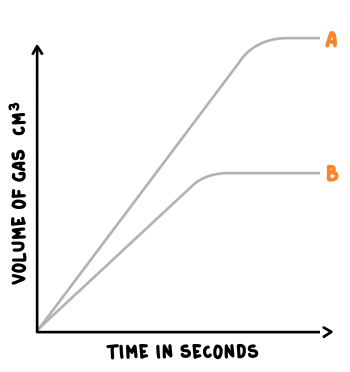 A
B
VOLUME OF GAS CM³
TIME IN SECONDS